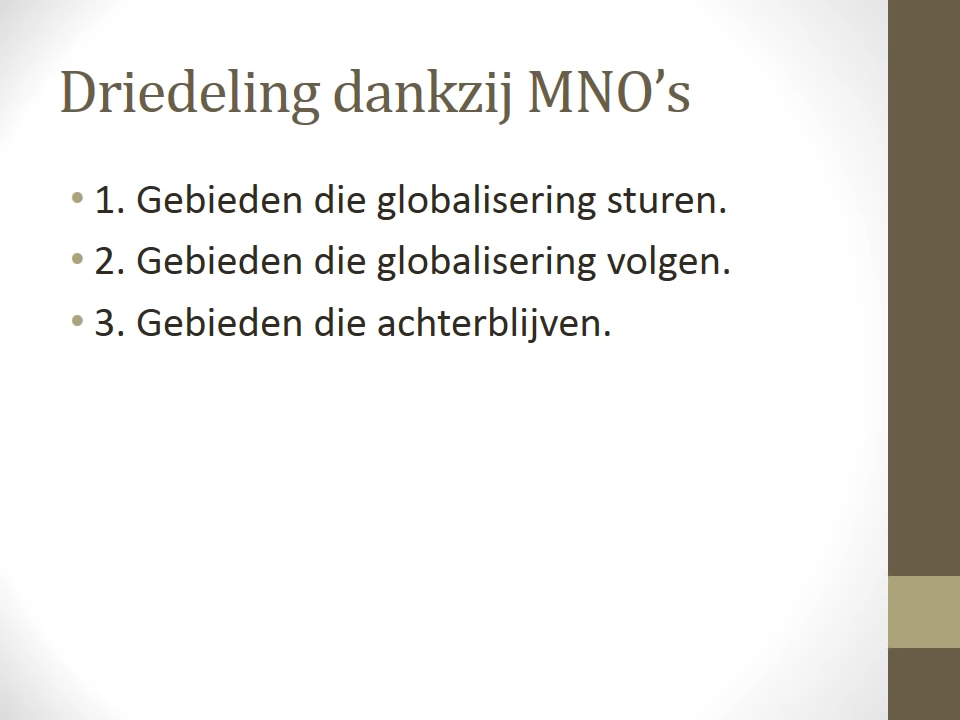 Driedeling dankzij MNO’s
• 1. Gebieden die globalisering sturen.
• 2. Gebieden die globalisering volgen.
• 3. Gebieden die achterblijven.